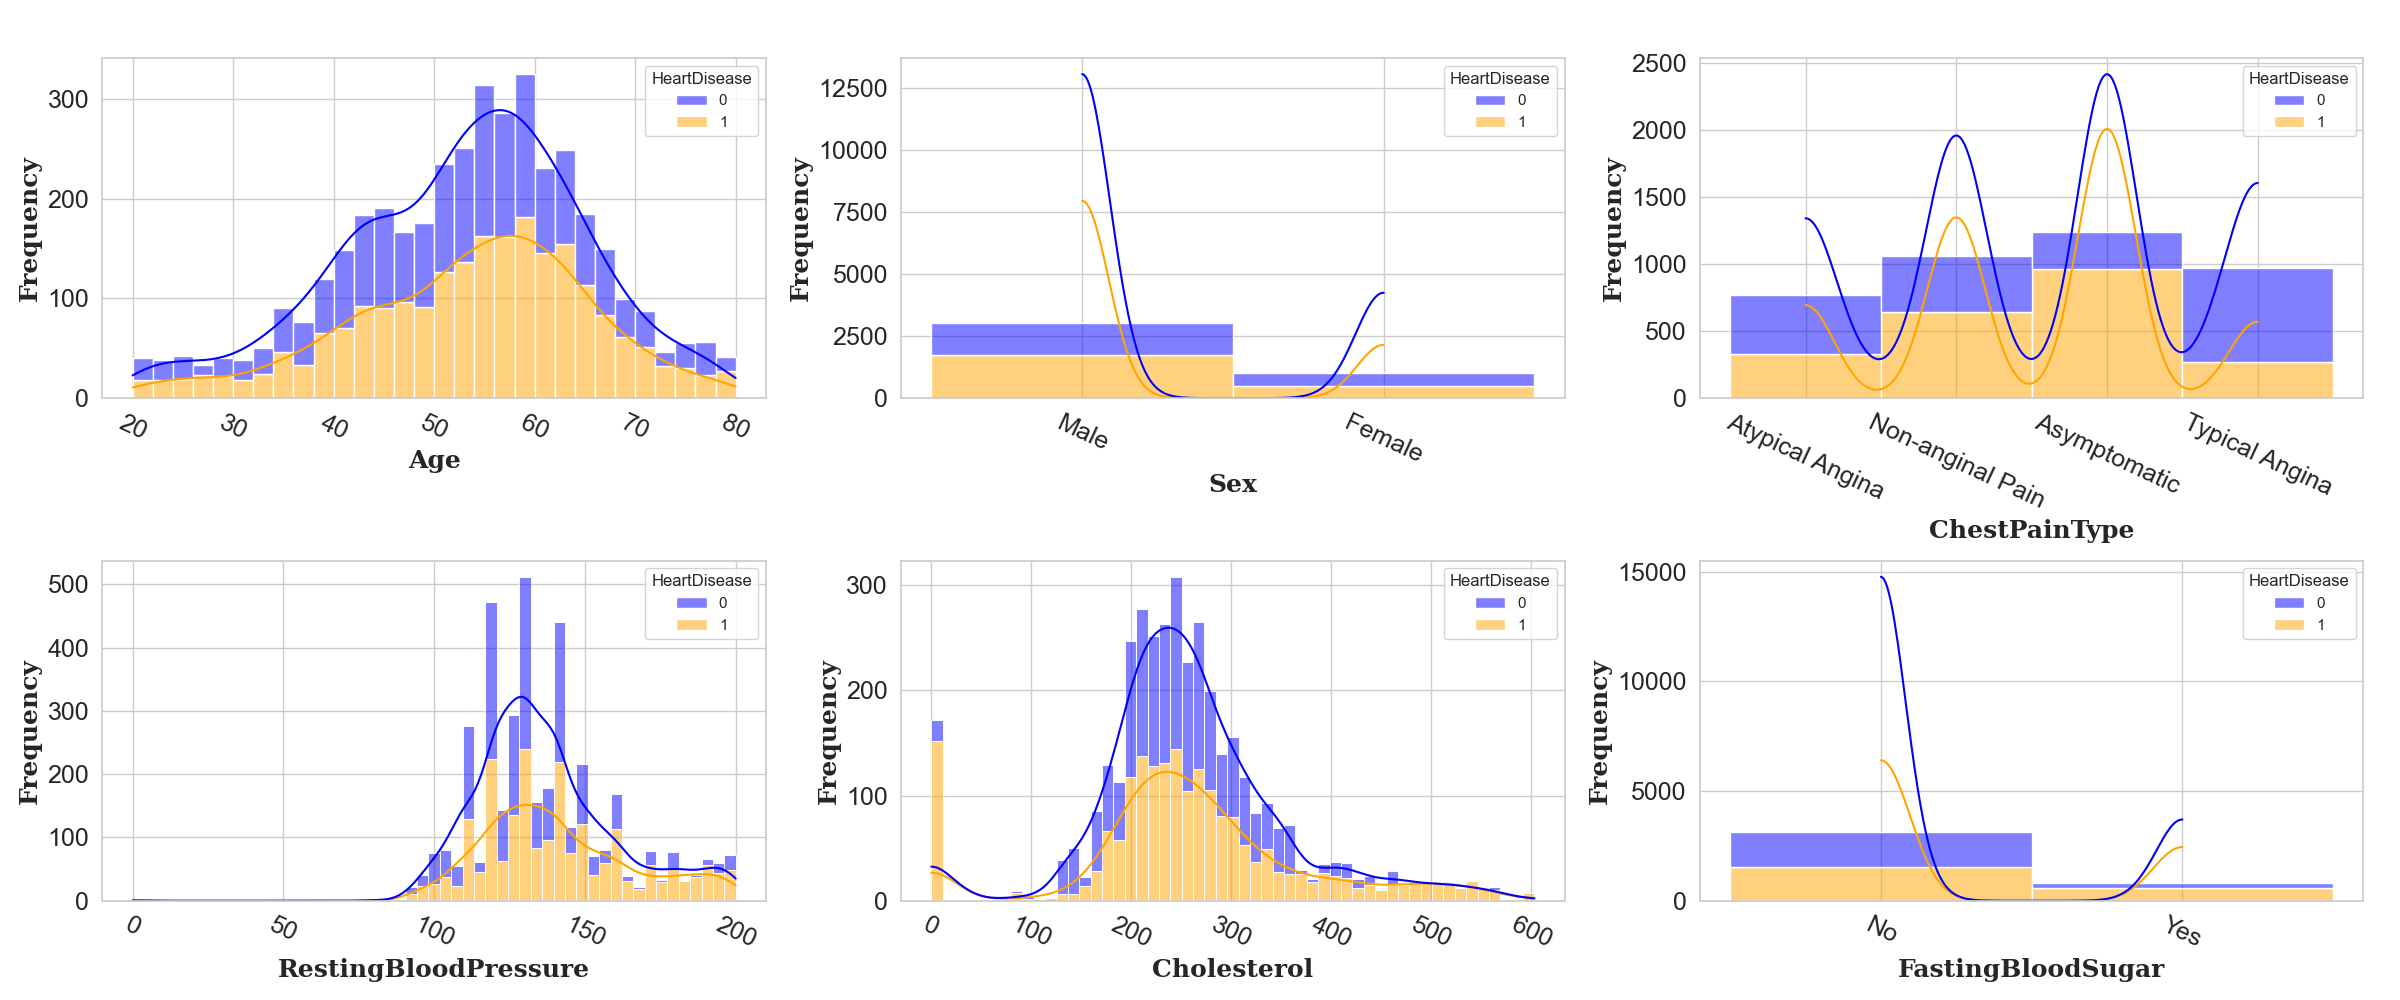 HeartDisease
0
1
300
200
100
0
Frequency
20 30 40 50 60 70 80
Age
HeartDisease
0
1
12500
10000
7500
5000
2500
0
Frequency
Male Female
Sex
HeartDisease
0
1
2500
2000
1500
1000
500
0
Frequency
Atypical Angina Non-anginal Pain Asymptomatic Typical Angina
ChestPainType
HeartDisease
0
1
500
400
300
200
100
0
Frequency
0 50 100 150 200
RestingBloodPressure
HeartDisease
0
1
300
200
100
0
Frequency
0 100 200 300 400 500 600
Cholesterol
HeartDisease
0
1
15000
10000
5000
0
Frequency
No Yes
FastingBloodSugar